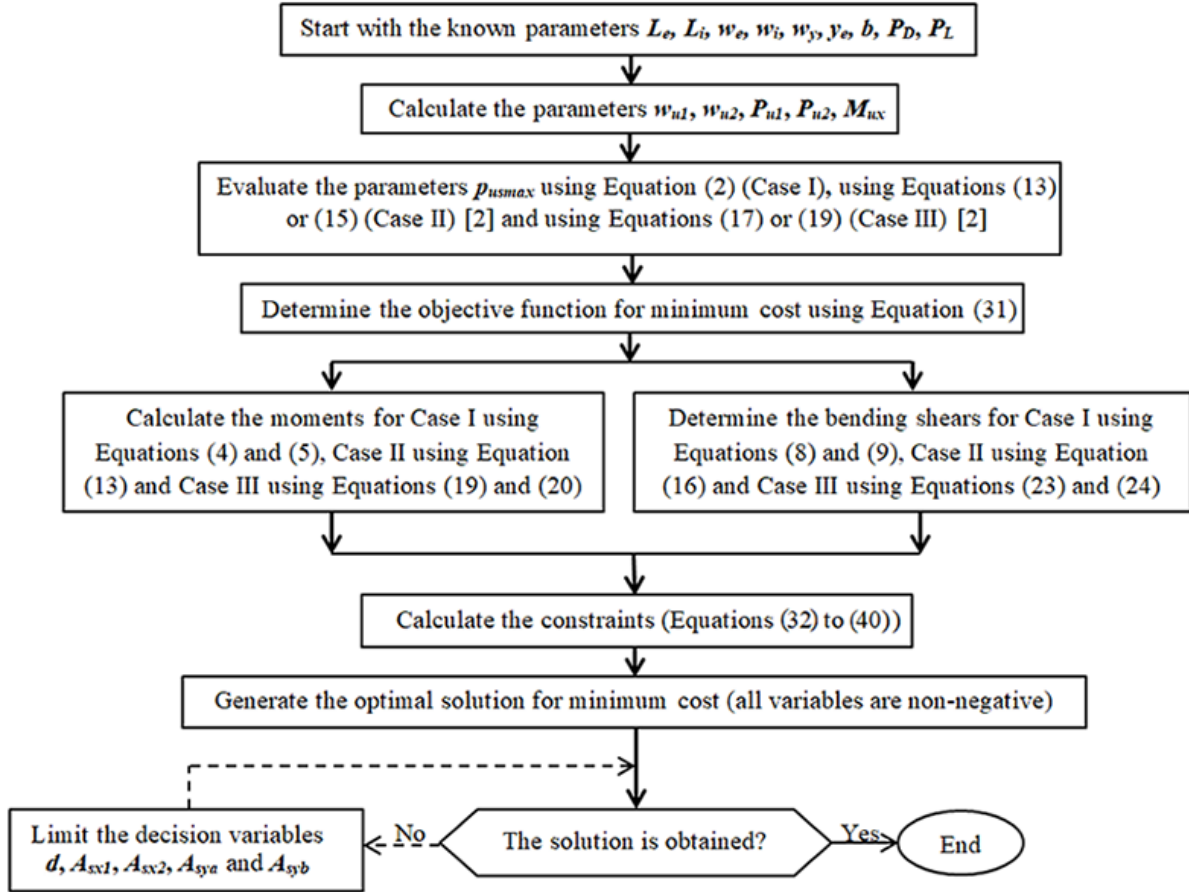 Start with the known parameters Le, Li, we, wi, wy, ye, b, PD, PL
Calculate the parameters wu1, wu2, Pu1, Pu2, Mux
Evaluate the parameters pusmax using Equation (2) (Case I), using Equations (13)
or (15) (Case II) [2] and using Equations (17) or (19) (Case III) [2]
Determine the objective function for minimum cost using Equation (31)
Calculate the moments for Case I using
Equations (4) and (5), Case II using Equation
(13) and Case III using Equations (19) and (20)
Determine the bending shears for Case I using
Equations (8) and (9), Case II using Equation
(16) and Case III using Equations (23) and (24)
Calculate the constraints (Equations (32) to (40))
Generate the optimal solution for minimum cost (all variables are non-negative)
Limit the decision variables
d, Asx1, Asx2, Asya and Asyb
No
The solution is obtained?
Yes
End